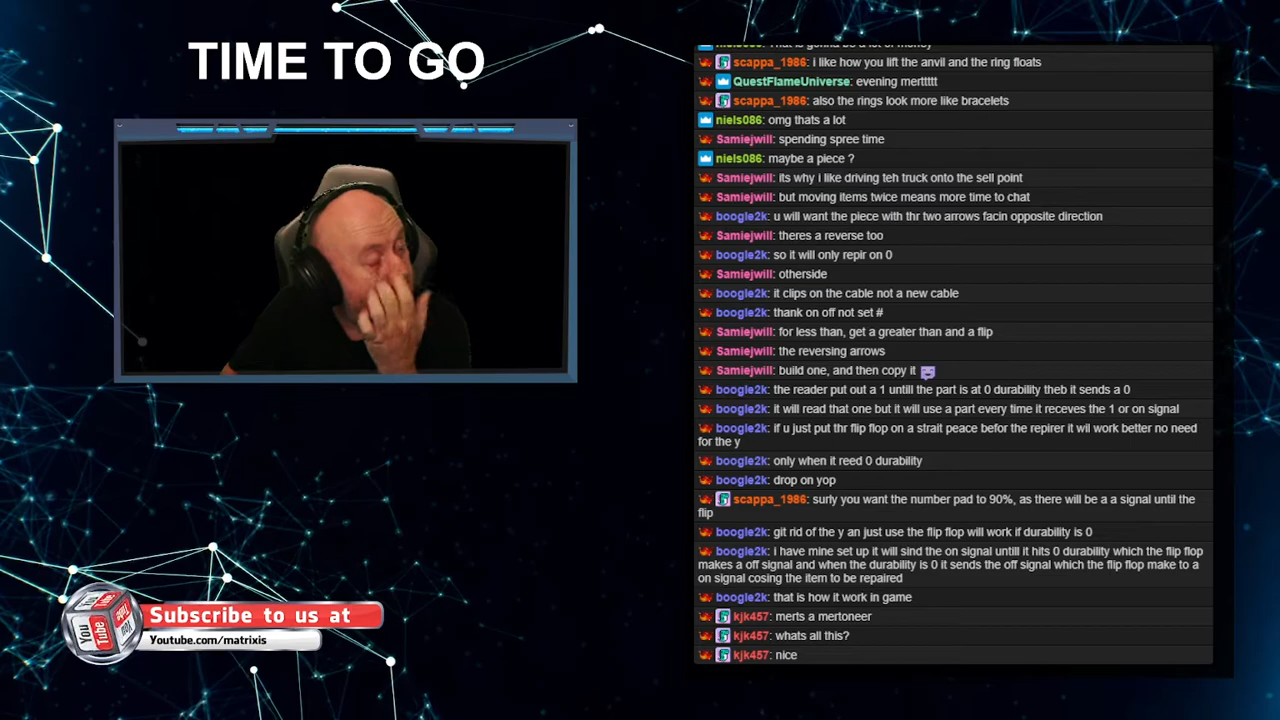 TIME TO GO
scappa_1986: i like how you lift the anvil and the ring floats
QuestFlameUniverse: evening merttttt
scappa_1986: also the rings look more like bracelets
niels086: omg thats a lot
Samiejwill: spending spree time
niels086: maybe a piece ?
Samiejwill: its why i like driving teh truck onto the sell point
Samiejwill: but moving items twice means more time to chat
boogle2k: u will want the piece with thr two arrows facin opposite direction
Samiejwill: theres a reverse too
boogle2k: so it will only repir on 0
Samiejwill: otherside
boogle2k: it clips on the cable not a new cable
boogle2k: thank on off not set #
Samiejwill: for less than, get a greater than and a flip
Samiejwill: the reversing arrows
Samiejwill: build one, and then copy it
boogle2k: the reader put out a 1 untill the part is at 0 durability theb it sends a 0
boogle2k: it will read that one but it will use a part every time it receves the 1 or on signal
boogle2k: if u just put thr flip flop on a strait peace befor the repirer it wil work better no need
for the y
boogle2k: only when it reed 0 durability
boogle2k: drop on yop
scappa_1986: surly you want the number pad to 90%, as there will be a a signal until the
flip
boogle2k: git rid of the y an just use the flip flop will work if durability is 0
boogle2k: i have mine set up it will sind the on signal untill it hits 0 durability which the flip flop
makes a off signal and when the durability is 0 it sends the off signal which the flip flop make to a
on signal cosing the item to be repaired
boogle2k: that is how it work in game
kjk457: merts a mertoneer
kjk457: whats all this?
kjk457: nice
Subscribe to us at
Youtube.com/matrixis
You
Tube